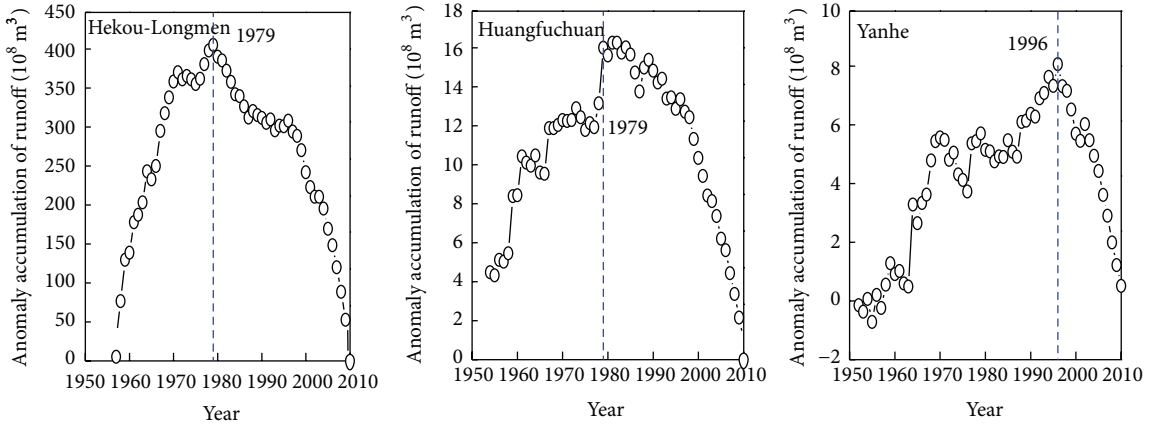 Anomaly accumulation of runoff (10⁸ m³)
450
400
350
300
250
200
150
100
50
0
Hekou-Longmen
1979
1950 1960 1970 1980 1990 2000 2010
Year
Anomaly accumulation of runoff (10⁸ m³)
18
16
14
12
10
8
6
4
2
0
Huangfuchuan
1979
1950 1960 1970 1980 1990 2000 2010
Year
Anomaly accumulation of runoff (10⁸ m³)
10
8
6
4
2
0
−2
Yanhe
1996
1950 1960 1970 1980 1990 2000 2010
Year